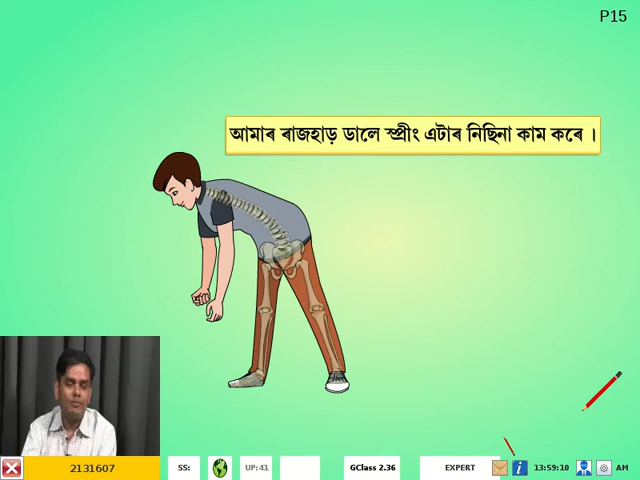 P15
আমাৰ ৰাজহাড় ডালে স্প্ৰীং এটাৰ নিছিনা কাম কৰে ।
2131607 SS: UP:41 GClass 2.36 EXPERT 13:59:10 AM